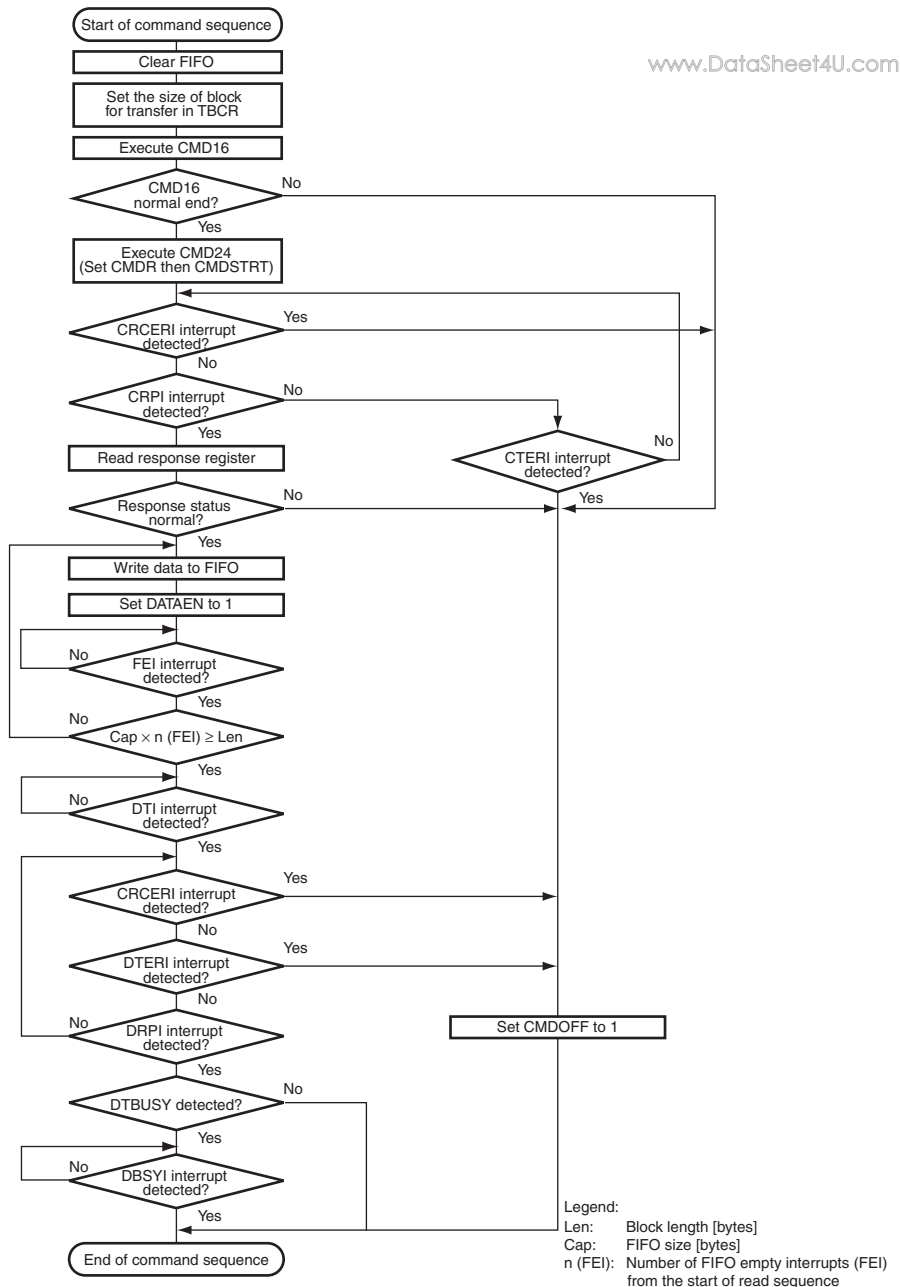 Start of command sequence
www.DataSheet4U.com
Clear FIFO
Set the size of block
for transfer in TBCR
Execute CMD16
CMD16
normal end?
No
Yes
Execute CMD24
(Set CMDR then CMDSTRT)
CRCERI interrupt
detected?
Yes
No
CRPI interrupt
detected?
No
Yes
CTERI interrupt
detected?
No
Yes
Read response register
Response status
normal?
No
Yes
Write data to FIFO
Set DATAEN to 1
FEI interrupt
detected?
No
Yes
Cap × n (FEI) ≥ Len
No
Yes
DTI interrupt
detected?
No
Yes
CRCERI interrupt
detected?
Yes
No
DTERI interrupt
detected?
Yes
No
DRPI interrupt
detected?
No
Yes
Set CMDOFF to 1
DTBUSY detected?
No
Yes
DBSYI interrupt
detected?
No
Yes
End of command sequence
Legend:
Len: Block length [bytes]
Cap: FIFO size [bytes]
n (FEI): Number of FIFO empty interrupts (FEI)
from the start of read sequence